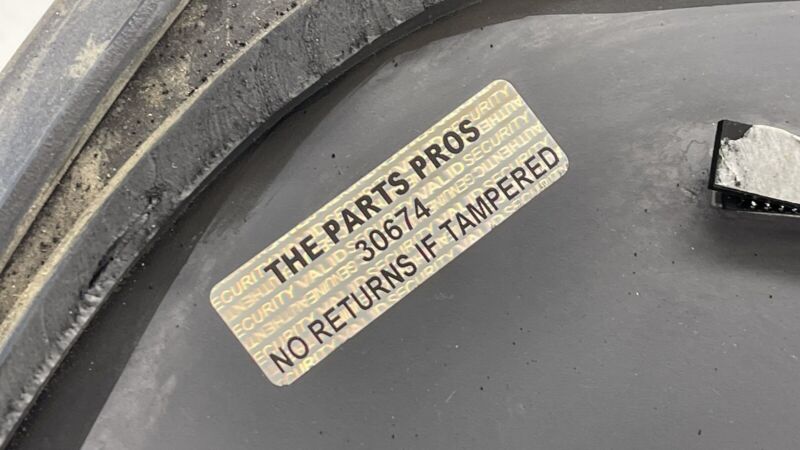 THE PARTS PROS
30674
NO RETURNS IF TAMPERED